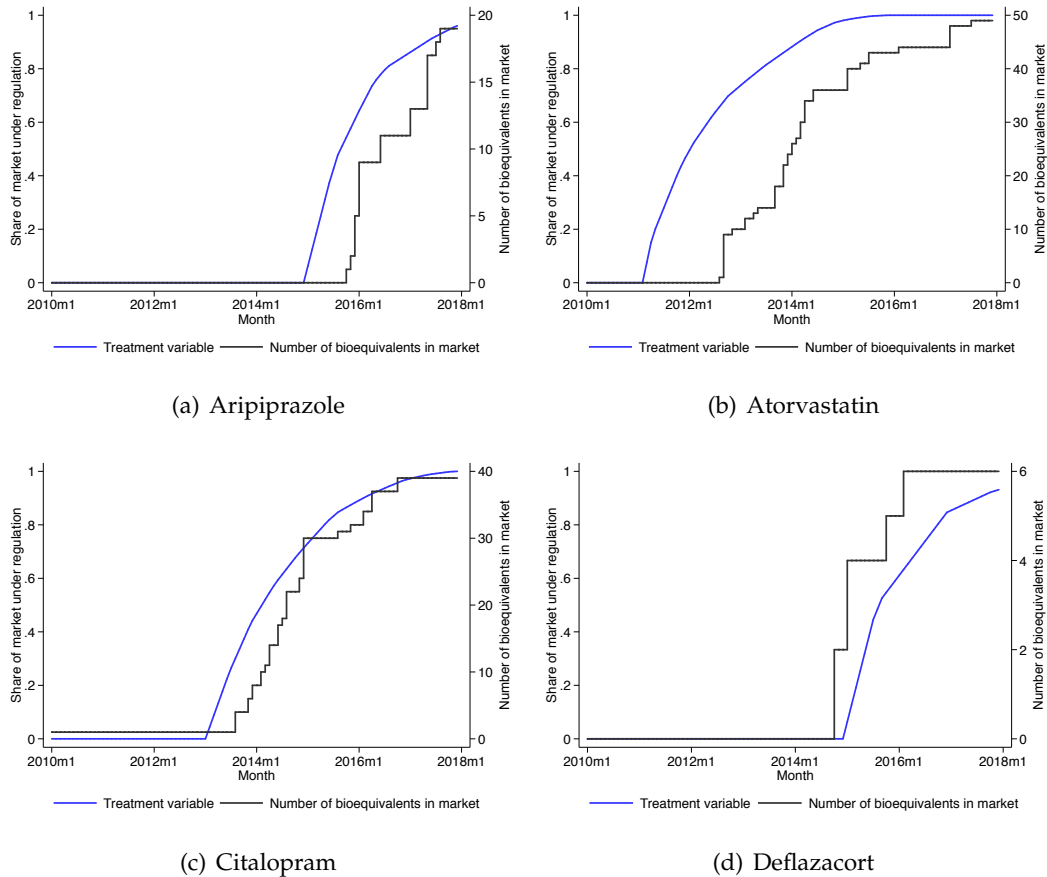 Share of market under regulation
1
.8
.6
.4
.2
0
20
15
10
5
0
Number of bioequivalents in market
2010m1 2012m1 2014m1 2016m1 2018m1
Month
Treatment variable Number of bioequivalents in market
(a) Aripiprazole
Share of market under regulation
1
.8
.6
.4
.2
0
50
40
30
20
10
0
Number of bioequivalents in market
2010m1 2012m1 2014m1 2016m1 2018m1
Month
Treatment variable Number of bioequivalents in market
(b) Atorvastatin
Share of market under regulation
1
.8
.6
.4
.2
0
40
30
20
10
0
Number of bioequivalents in market
2010m1 2012m1 2014m1 2016m1 2018m1
Month
Treatment variable Number of bioequivalents in market
(c) Citalopram
Share of market under regulation
1
.8
.6
.4
.2
0
6
4
2
0
Number of bioequivalents in market
2010m1 2012m1 2014m1 2016m1 2018m1
Month
Treatment variable Number of bioequivalents in market
(d) Deflazacort